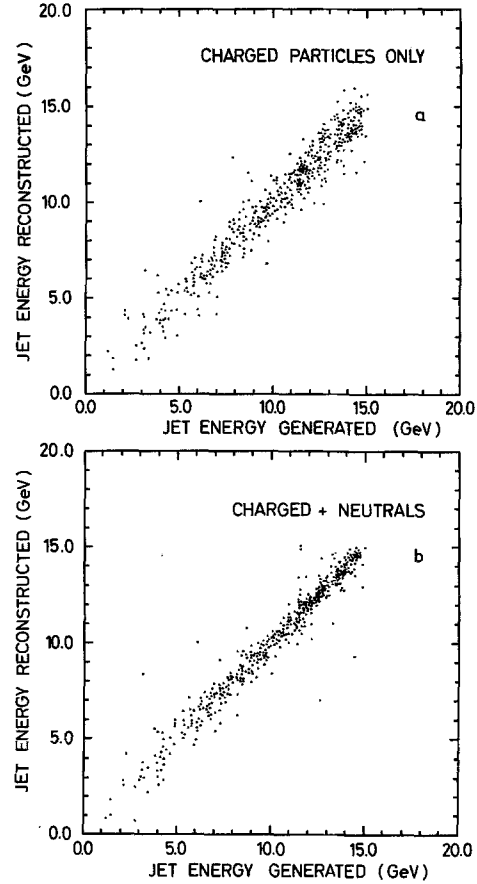 20.0
CHARGED PARTICLES ONLY
a
15.0
10.0
5.0
0.0
JET ENERGY RECONSTRUCTED (GeV)
0.0 5.0 10.0 15.0 20.0
JET ENERGY GENERATED (GeV)
20.0
CHARGED + NEUTRALS
b
15.0
10.0
5.0
0.0
JET ENERGY RECONSTRUCTED (GeV)
0.0 5.0 10.0 15.0 20.0
JET ENERGY GENERATED (GeV)